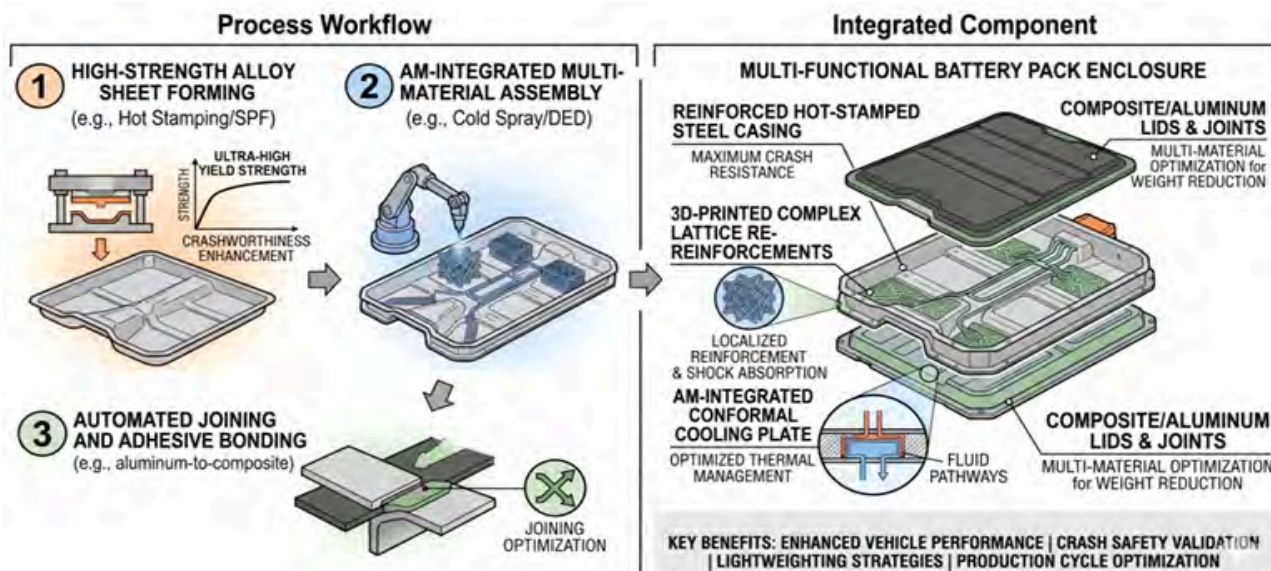 Process Workflow
1
HIGH-STRENGTH ALLOY
SHEET FORMING
(e.g., Hot Stamping/SPF)
ULTRA-HIGH
YIELD STRENGTH
STRENGTH
CRASHWORTHINESS
ENHANCEMENT
2
AM-INTEGRATED MULTI-
MATERIAL ASSEMBLY
(e.g., Cold Spray/DED)
3
AUTOMATED JOINING
AND ADHESIVE BONDING
(e.g., aluminum-to-composite)
JOINING
OPTIMIZATION
Integrated Component
MULTI-FUNCTIONAL BATTERY PACK ENCLOSURE
REINFORCED HOT-STAMPED
STEEL CASING
MAXIMUM CRASH
RESISTANCE
COMPOSITE/ALUMINUM
LIDS & JOINTS
MULTI-MATERIAL
OPTIMIZATION for
WEIGHT REDUCTION
3D-PRINTED COMPLEX
LATTICE RE-
REINFORCEMENTS
LOCALIZED
REINFORCEMENT
& SHOCK ABSORPTION
AM-INTEGRATED
CONFORMAL
COOLING PLATE
OPTIMIZED THERMAL
MANAGEMENT
FLUID
PATHWAYS
COMPOSITE/ALUMINUM
LIDS & JOINTS
MULTI-MATERIAL OPTIMIZATION
for WEIGHT REDUCTION
KEY BENEFITS: ENHANCED VEHICLE PERFORMANCE | CRASH SAFETY VALIDATION
| LIGHTWEIGHTING STRATEGIES | PRODUCTION CYCLE OPTIMIZATION